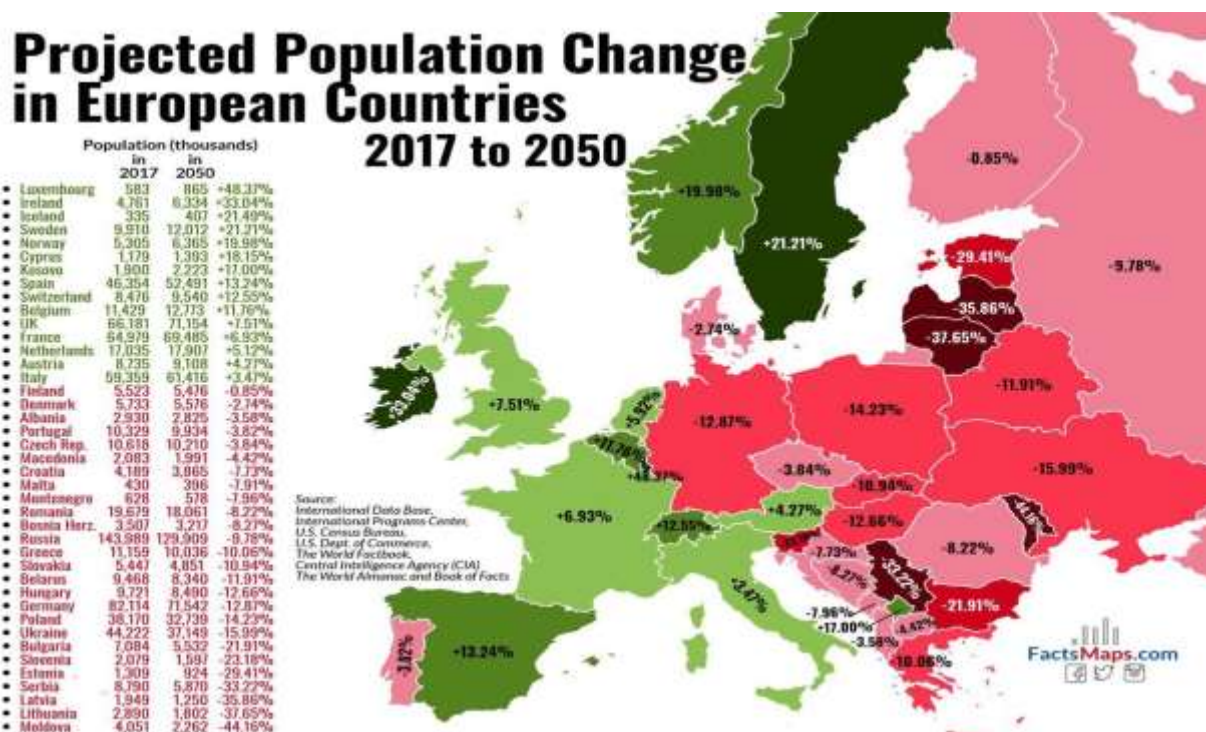 Projected Population Change
in European Countries
2017 to 2050
Population (thousands)
in in
2017 2050
• Luxembourg 583 865 +48.37%
• Ireland 4,761 6,334 +33.04%
• Iceland 335 407 +21.49%
• Sweden 9,910 12,012 +21.21%
• Norway 5,305 6,365 +19.98%
• Cyprus 1,179 1,393 +18.15%
• Kosovo 1,900 2,223 +17.00%
• Spain 46,354 52,491 +13.24%
• Switzerland 8,476 9,540 +12.55%
• Belgium 11,429 12,773 +11.76%
• UK 66,181 71,154 +7.51%
• France 64,979 69,485 +6.93%
• Netherlands 17,035 17,907 +5.12%
• Austria 8,735 9,108 +4.27%
• Italy 59,359 61,416 +3.47%
• Finland 5,523 5,476 -0.85%
• Denmark 5,733 5,576 -2.74%
• Albania 2,930 2,825 -3.58%
• Portugal 10,329 9,934 -3.82%
• Czech Rep. 10,618 10,210 -3.84%
• Macedonia 2,083 1,991 -4.42%
• Croatia 4,189 3,865 -7.73%
• Malta 430 396 -7.91%
• Montenegro 628 578 -7.96%
• Romania 19,679 18,061 -8.22%
• Bosnia Herz. 3,507 3,217 -8.27%
• Russia 143,989 129,909 -9.78%
• Greece 11,159 10,036 -10.06%
• Slovakia 5,447 4,851 -10.94%
• Belarus 9,468 8,340 -11.91%
• Hungary 9,721 8,490 -12.66%
• Germany 82,114 71,542 -12.87%
• Poland 38,170 32,739 -14.23%
• Ukraine 44,222 37,149 -15.99%
• Bulgaria 7,084 5,532 -21.91%
• Slovenia 2,079 1,597 -23.18%
• Estonia 1,309 924 -29.41%
• Serbia 8,790 5,870 -33.22%
• Latvia 1,949 1,250 -35.86%
• Lithuania 2,890 1,802 -37.65%
• Moldova 4,051 2,262 -44.16%
Source:
International Data Base,
International Programs Center,
U.S. Census Bureau,
U.S. Dept. of Commerce,
The World Factbook,
Central Intelligence Agency (CIA)
The World Almanac and Book of Facts
-0.85%
+19.98%
+21.21%
-29.41%
-9.78%
-35.86%
-2.74%
-37.65%
-11.91%
+33.04%
+7.51%
+5.92%
-12.87%
-14.23%
+11.76%
+48.37%
-3.84%
-15.99%
-10.94%
+6.93%
+4.27%
-44.16%
+12.55%
-12.66%
-7.73%
-8.22%
-8.27%
-33.22%
+3.47%
-7.96%
-21.91%
+17.00%
-4.42%
-3.58%
-3.82%
+13.24%
-10.06%
FactsMaps.com